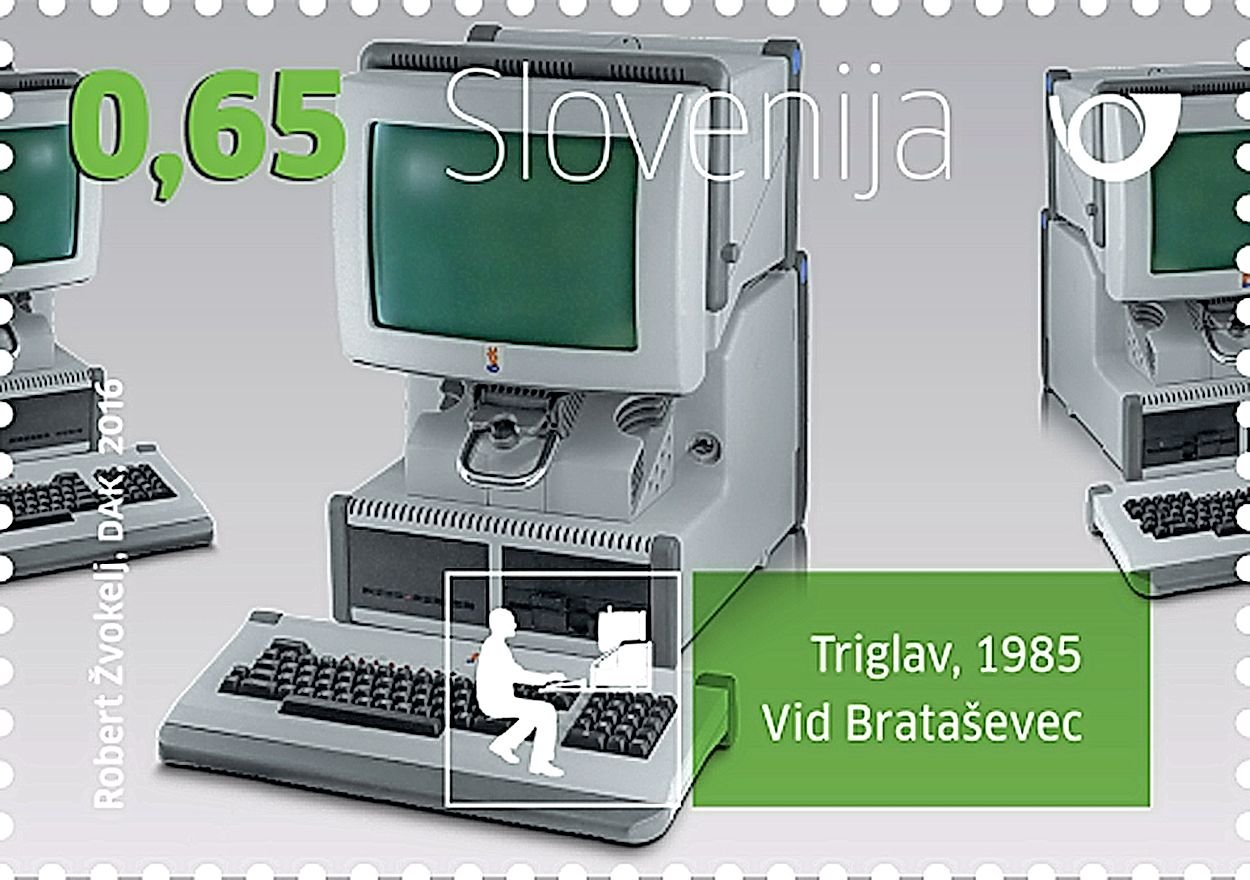 0,65 Slovenija
Robert Žvokelj, DAK, 2016
Triglav, 1985
Vid Brataševec